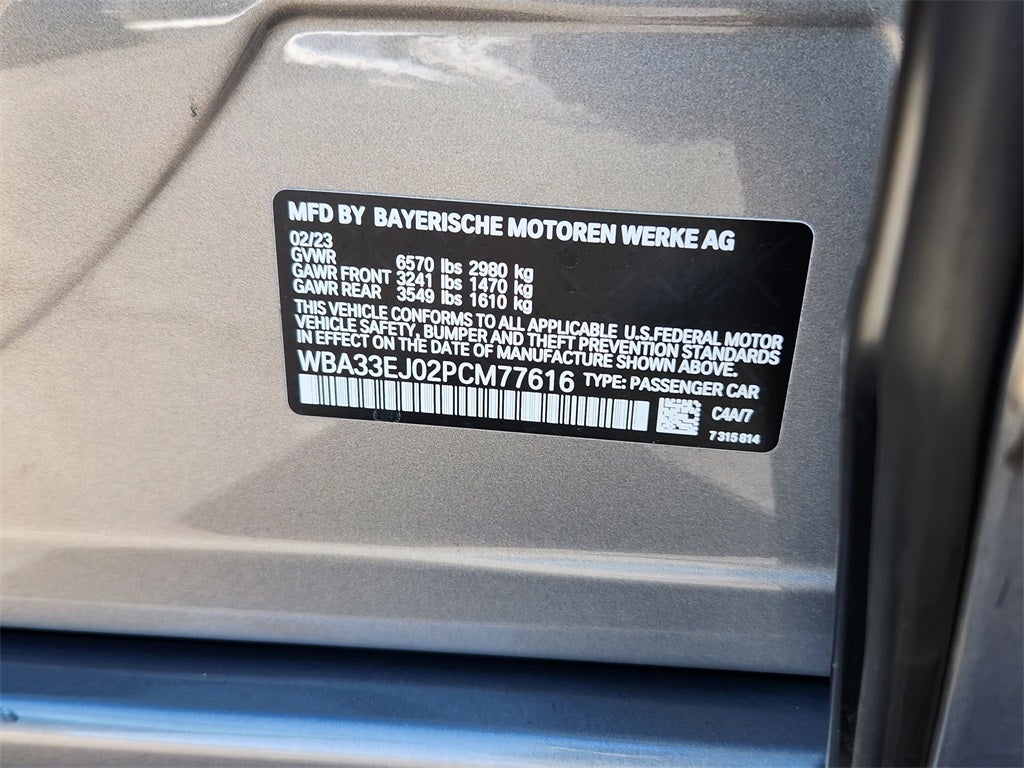 MFD BY BAYERISCHE MOTOREN WERKE AG
02/23
GVWR 6570 lbs 2980 kg
GAWR FRONT 3241 lbs 1470 kg
GAWR REAR 3549 lbs 1610 kg
THIS VEHICLE CONFORMS TO ALL APPLICABLE U.S.FEDERAL MOTOR
VEHICLE SAFETY, BUMPER AND THEFT PREVENTION STANDARDS
IN EFFECT ON THE DATE OF MANUFACTURE SHOWN ABOVE.
WBA33EJ02PCM77616 TYPE: PASSENGER CAR
C4A/7
7315814